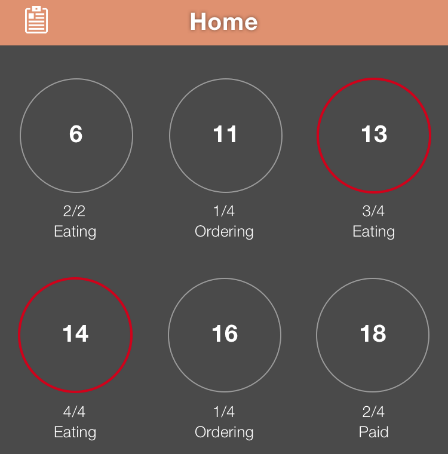 Home
6
11
13
2/2
1/4
3/4
Eating
Ordering
Eating
14
16
18
4/4
1/4
2/4
Eating
Ordering
Paid